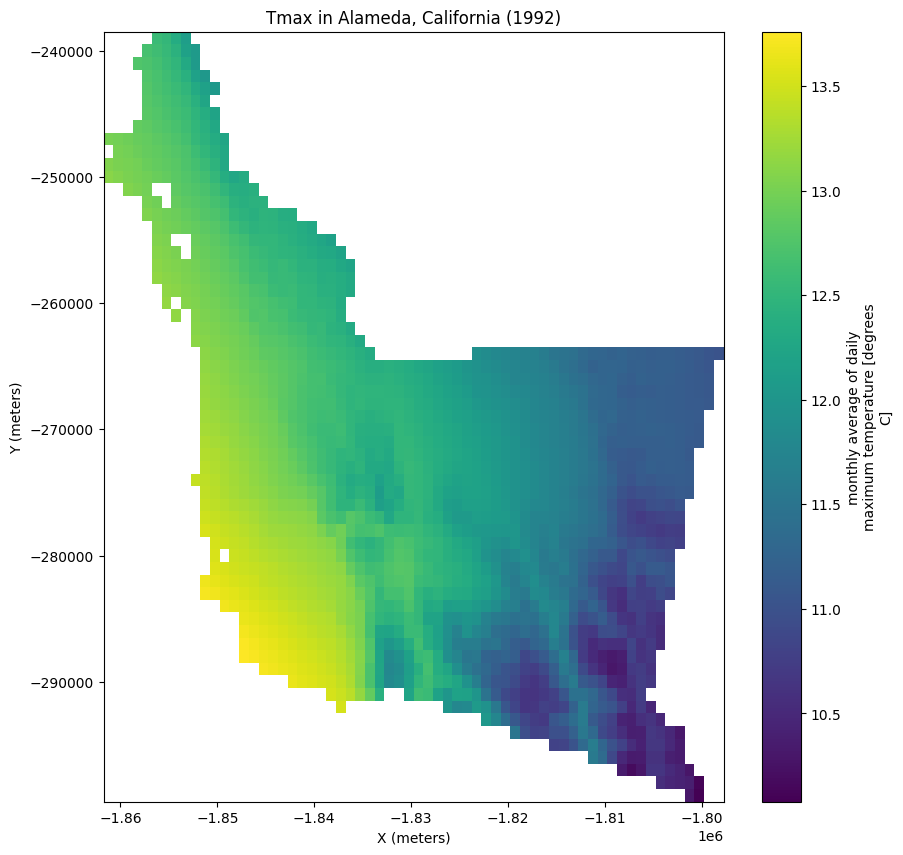 Tmax in Alameda, California (1992)
−240000
−250000
−260000
−270000
−280000
−290000
Y (meters)
−1.86
−1.85
−1.84
−1.83
−1.82
−1.81
−1.80
1e6
X (meters)
13.5
13.0
12.5
12.0
11.5
11.0
10.5
monthly average of daily
maximum temperature [degrees
C]